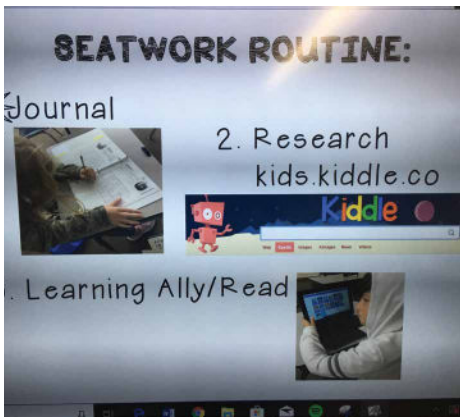 SEATWORK ROUTINE:
Journal
2. Research
kids.kiddle.co
Kiddle
. Learning Ally/Read